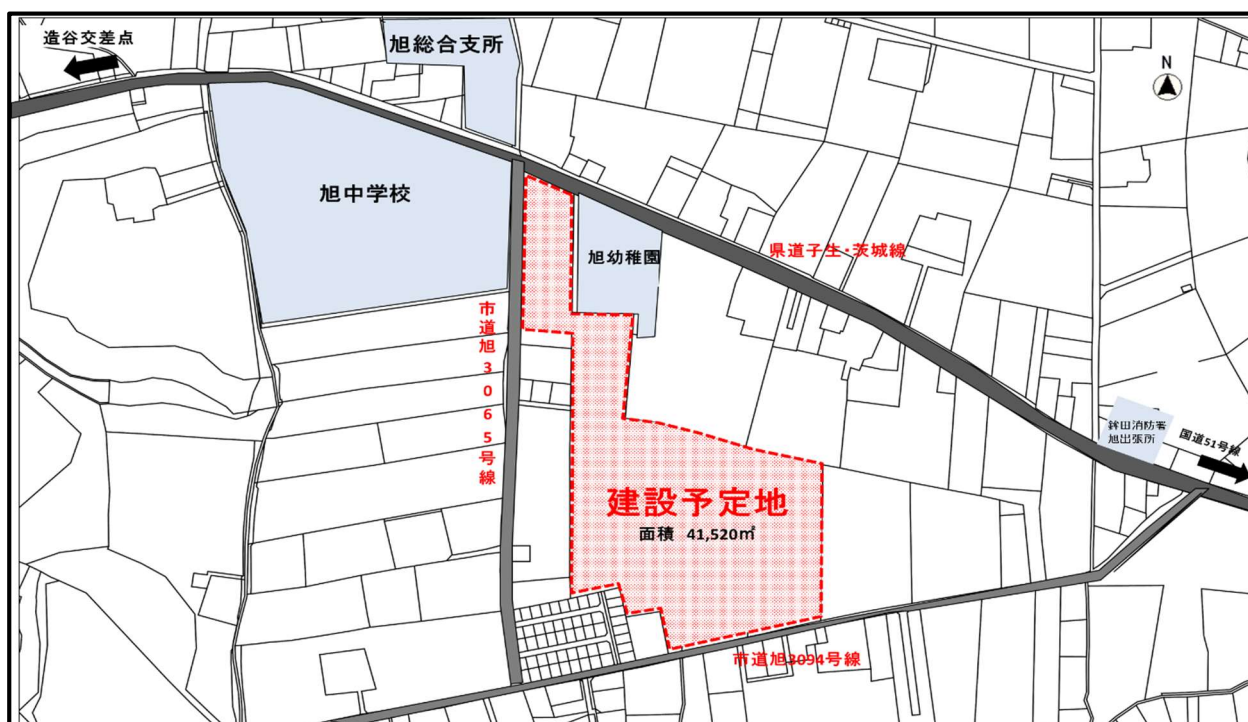 造谷交差点
旭総合支所
N
旭中学校
旭幼稚園
県道子生・茨城線
市道旭3065号線
鉾田消防署
旭出張所
国道51号線
建設予定地
面積 41,520㎡
市道旭3094号線